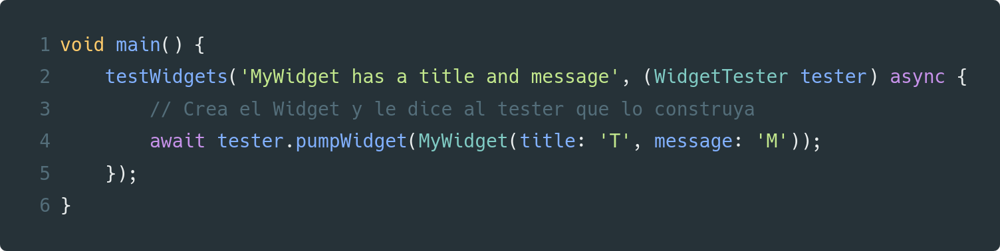 1 void main() {
2     testWidgets('MyWidget has a title and message', (WidgetTester tester) async {
3         // Crea el Widget y le dice al tester que lo construya
4         await tester.pumpWidget(MyWidget(title: 'T', message: 'M'));
5     });
6 }